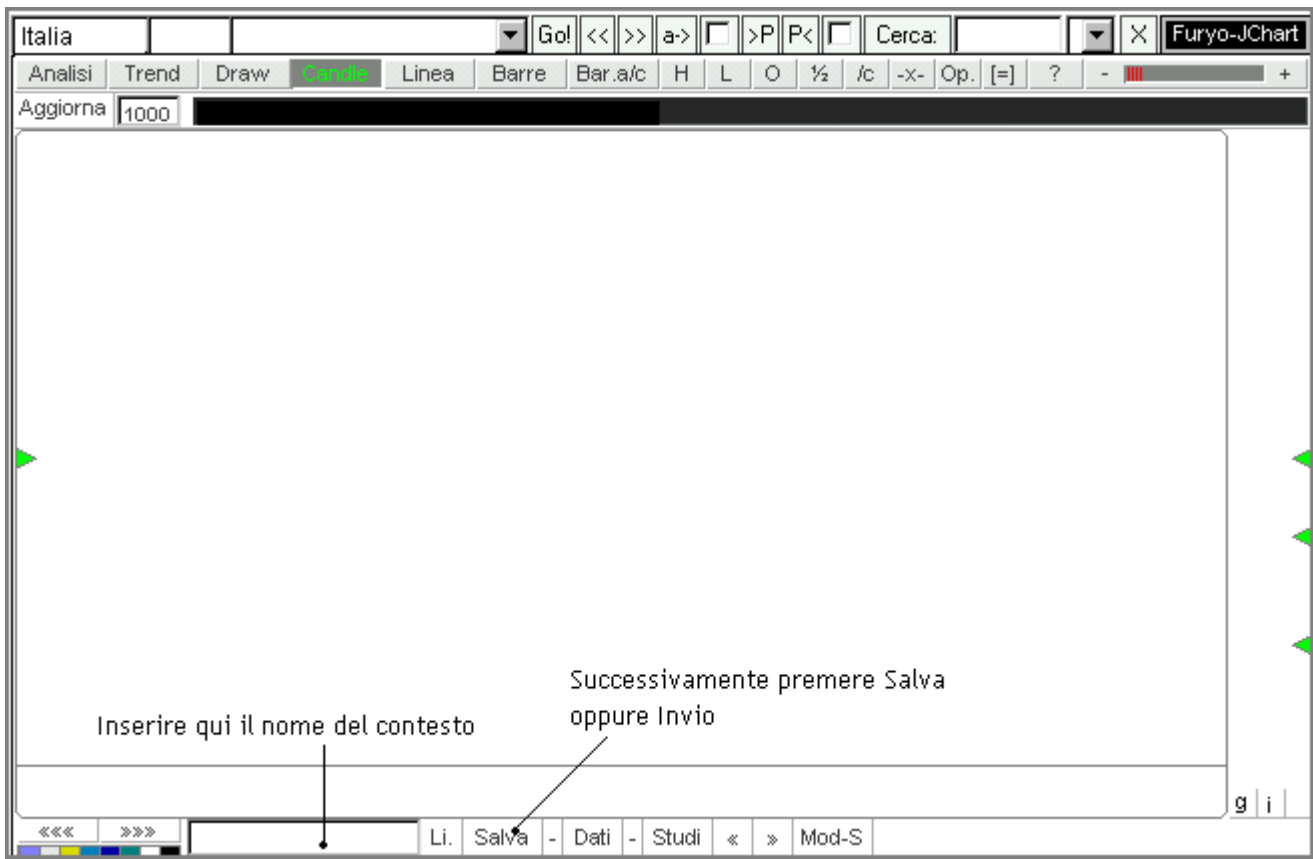 Italia Go! << >> a-> >P P< Cerca: X Furyo-JChart
Analisi Trend Draw Candle Linea Barre Bar.a/c H L O ½ /c -x- Op. [=] ? - +
Aggiorna 1000
Successivamente premere Salva
oppure Invio
Inserire qui il nome del contesto
g i
<<< >>> Li. Salva - Dati - Studi « » Mod-S